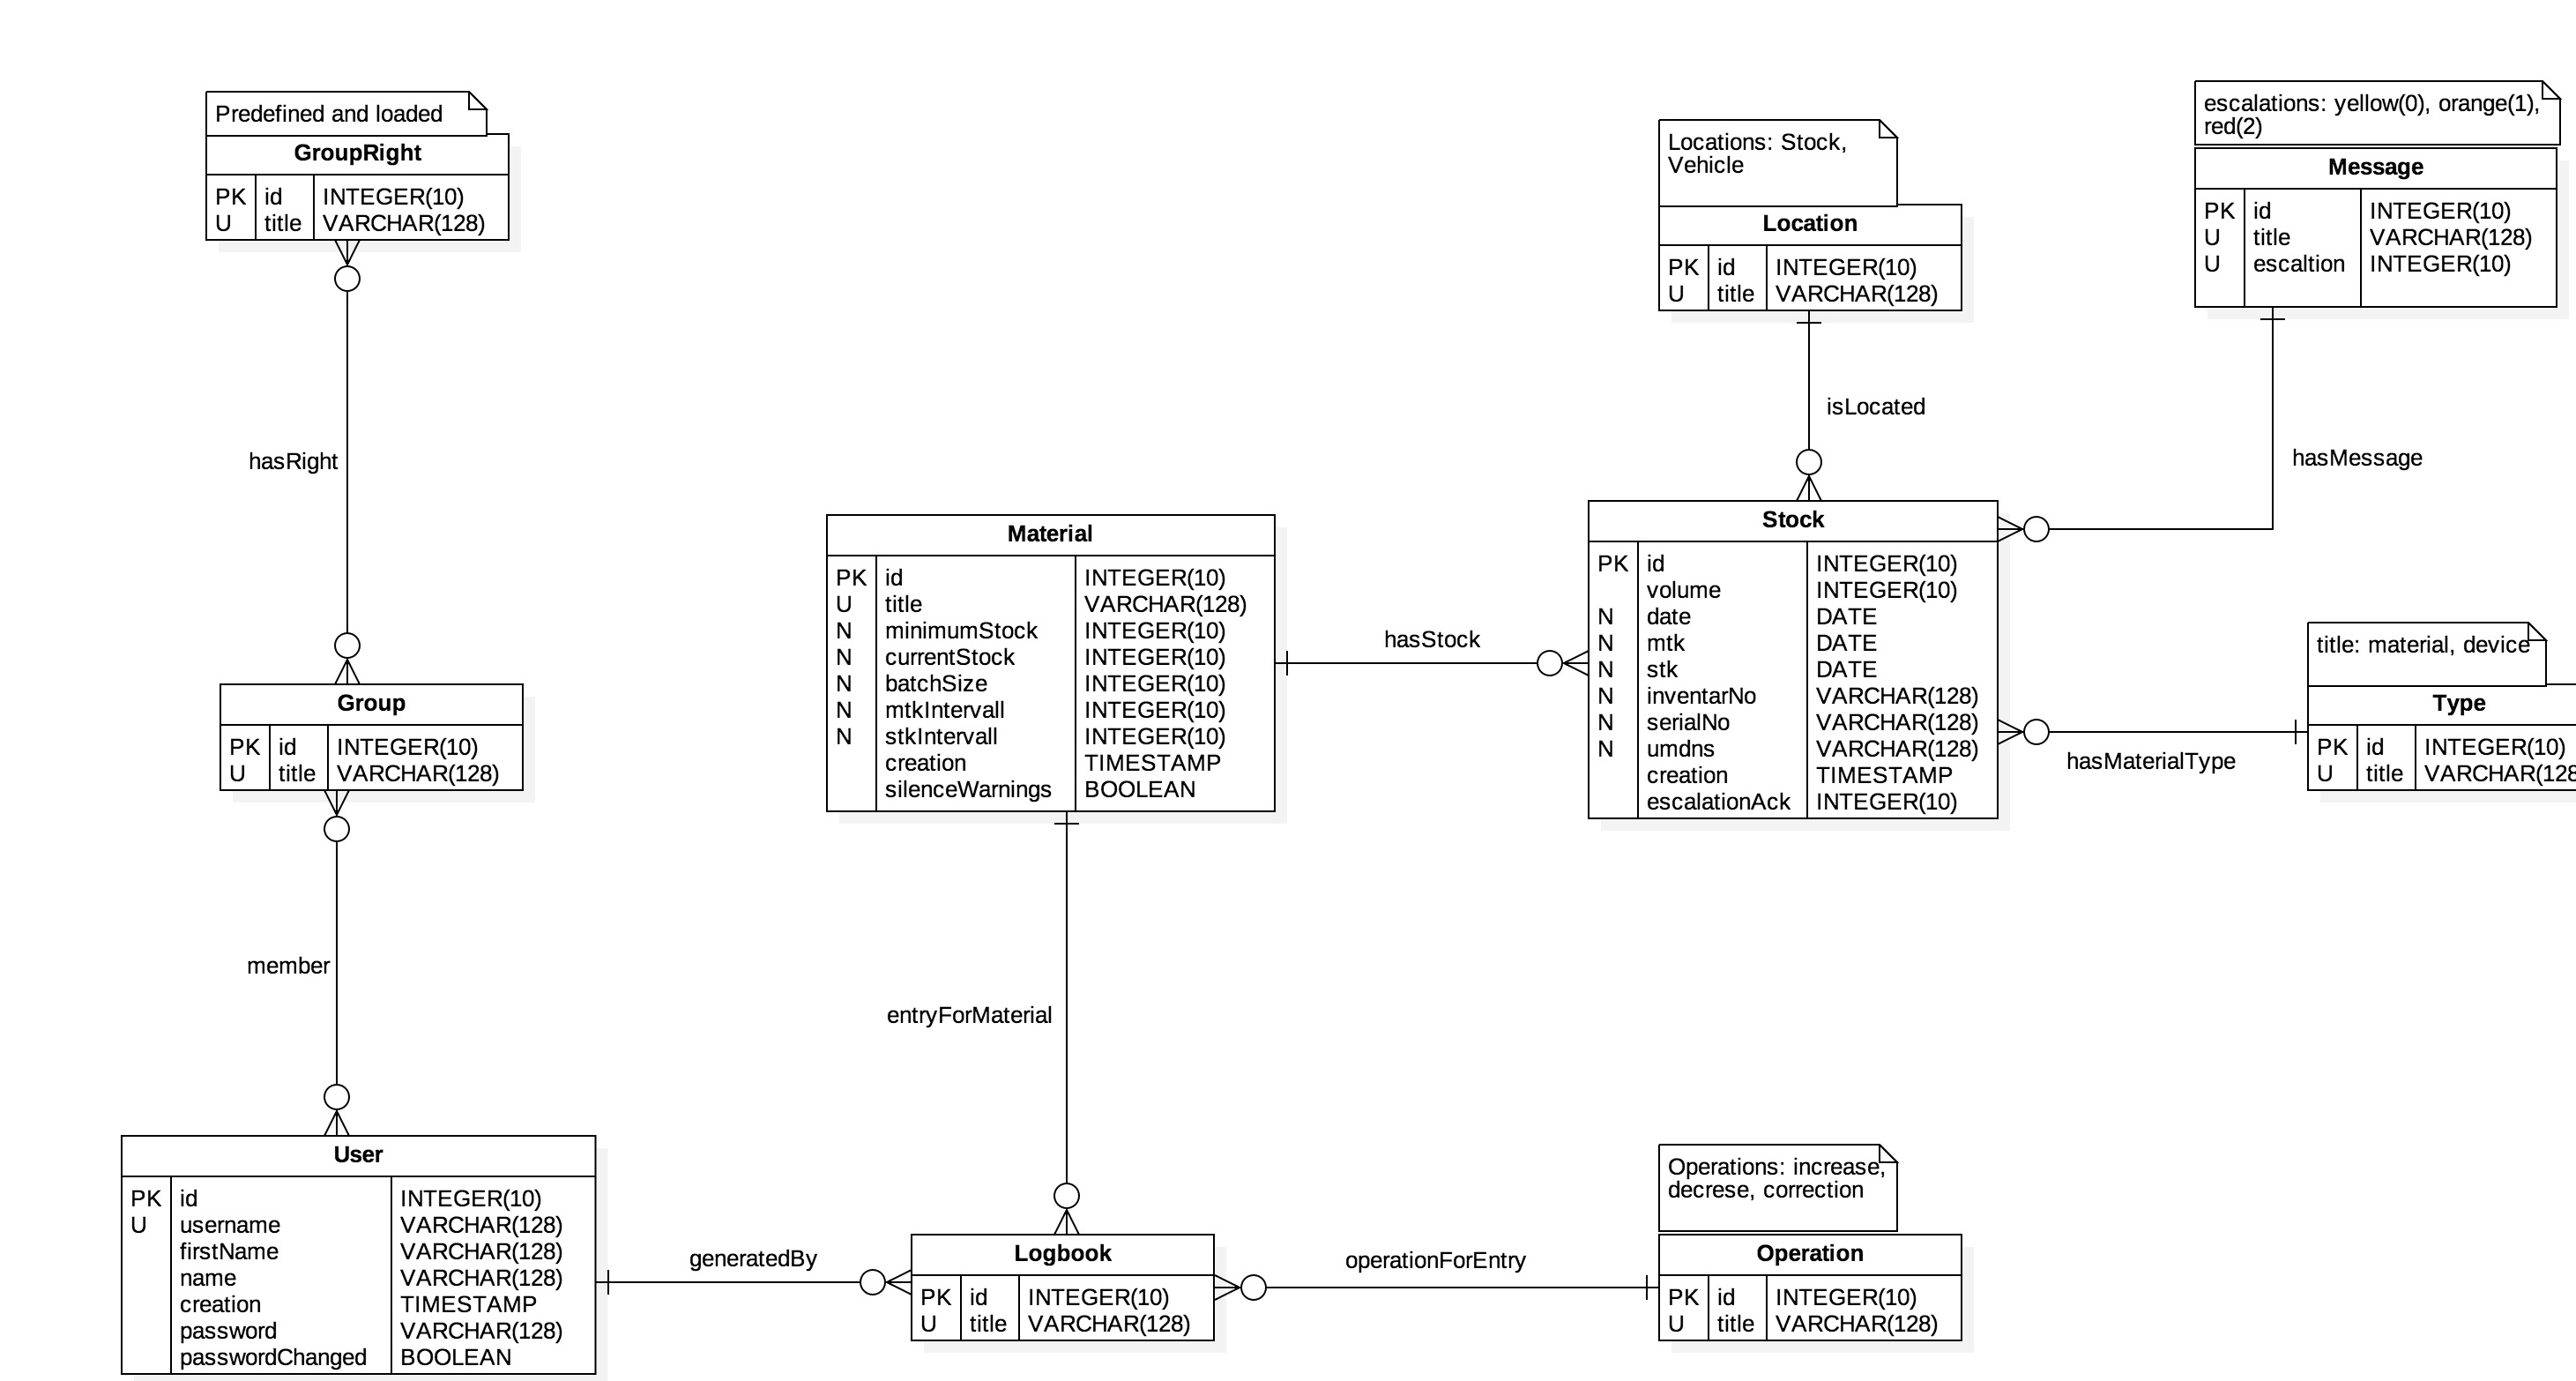 Predefined and loaded
GroupRight
PK id INTEGER(10)
U title VARCHAR(128)
hasRight
Group
PK id INTEGER(10)
U title VARCHAR(128)
member
User
PK id INTEGER(10)
U username VARCHAR(128)
firstName VARCHAR(128)
name VARCHAR(128)
creation TIMESTAMP
password VARCHAR(128)
passwordChanged BOOLEAN
generatedBy
Material
PK id INTEGER(10)
U title VARCHAR(128)
N minimumStock INTEGER(10)
N currentStock INTEGER(10)
N batchSize INTEGER(10)
N mtkIntervall INTEGER(10)
N stkIntervall INTEGER(10)
creation TIMESTAMP
silenceWarnings BOOLEAN
entryForMaterial
Logbook
PK id INTEGER(10)
U title VARCHAR(128)
operationForEntry
Operations: increase,
decrese, correction
Operation
PK id INTEGER(10)
U title VARCHAR(128)
hasStock
Locations: Stock,
Vehicle
Location
PK id INTEGER(10)
U title VARCHAR(128)
isLocated
Stock
PK id INTEGER(10)
volume INTEGER(10)
N date DATE
N mtk DATE
N stk DATE
N inventarNo VARCHAR(128)
N serialNo VARCHAR(128)
N umdns VARCHAR(128)
creation TIMESTAMP
escalationAck INTEGER(10)
escalations: yellow(0), orange(1),
red(2)
Message
PK id INTEGER(10)
U title VARCHAR(128)
U escaltion INTEGER(10)
hasMessage
hasMaterialType
title: material, device
Type
PK id INTEGER(10)
U title VARCHAR(128